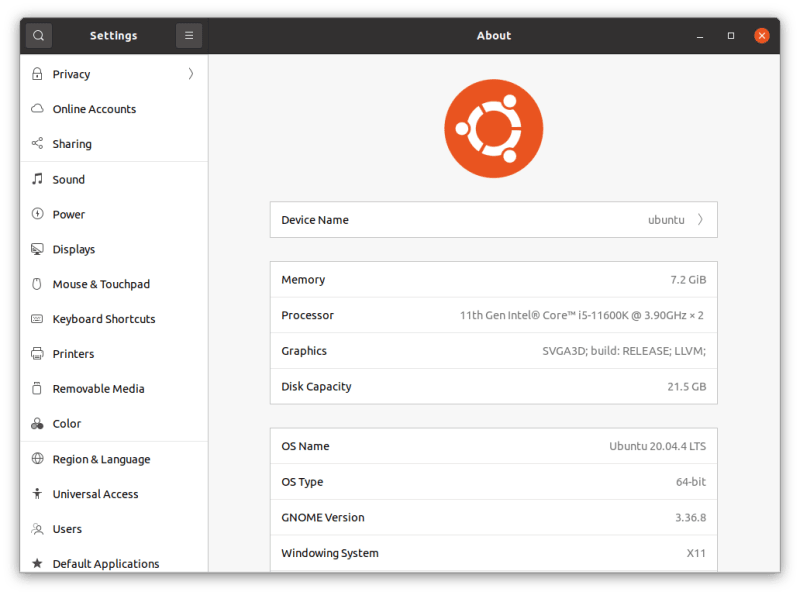 Settings
About
Privacy
Online Accounts
Sharing
Sound
Power
Displays
Mouse & Touchpad
Keyboard Shortcuts
Printers
Removable Media
Color
Region & Language
Universal Access
Users
Default Applications
Device Name ubuntu
Memory 7.2 GiB
Processor 11th Gen Intel® Core™ i5-11600K @ 3.90GHz × 2
Graphics SVGA3D; build: RELEASE; LLVM;
Disk Capacity 21.5 GB
OS Name Ubuntu 20.04.4 LTS
OS Type 64-bit
GNOME Version 3.36.8
Windowing System X11